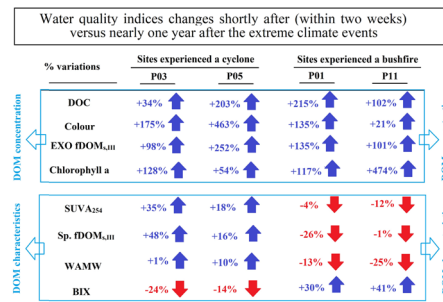 Water quality indices changes shortly after (within two weeks)
versus nearly one year after the extreme climate events
% variations Sites experienced a cyclone Sites experienced a bushfire
P03 P05 P01 P11
DOM concentration
DOC +34% +203% +215% +102%
Colour +175% +463% +135% +21%
EXO fDOMs,III +98% +252% +135% +101%
Chlorophyll a +128% +54% +117% +474%
DOM characteristics
SUVA254 +35% +18% -4% -12%
Sp. fDOMs,III +48% +16% -26% -1%
WAMW +1% +10% -13% -25%
BIX -24% -14% +30% +41%